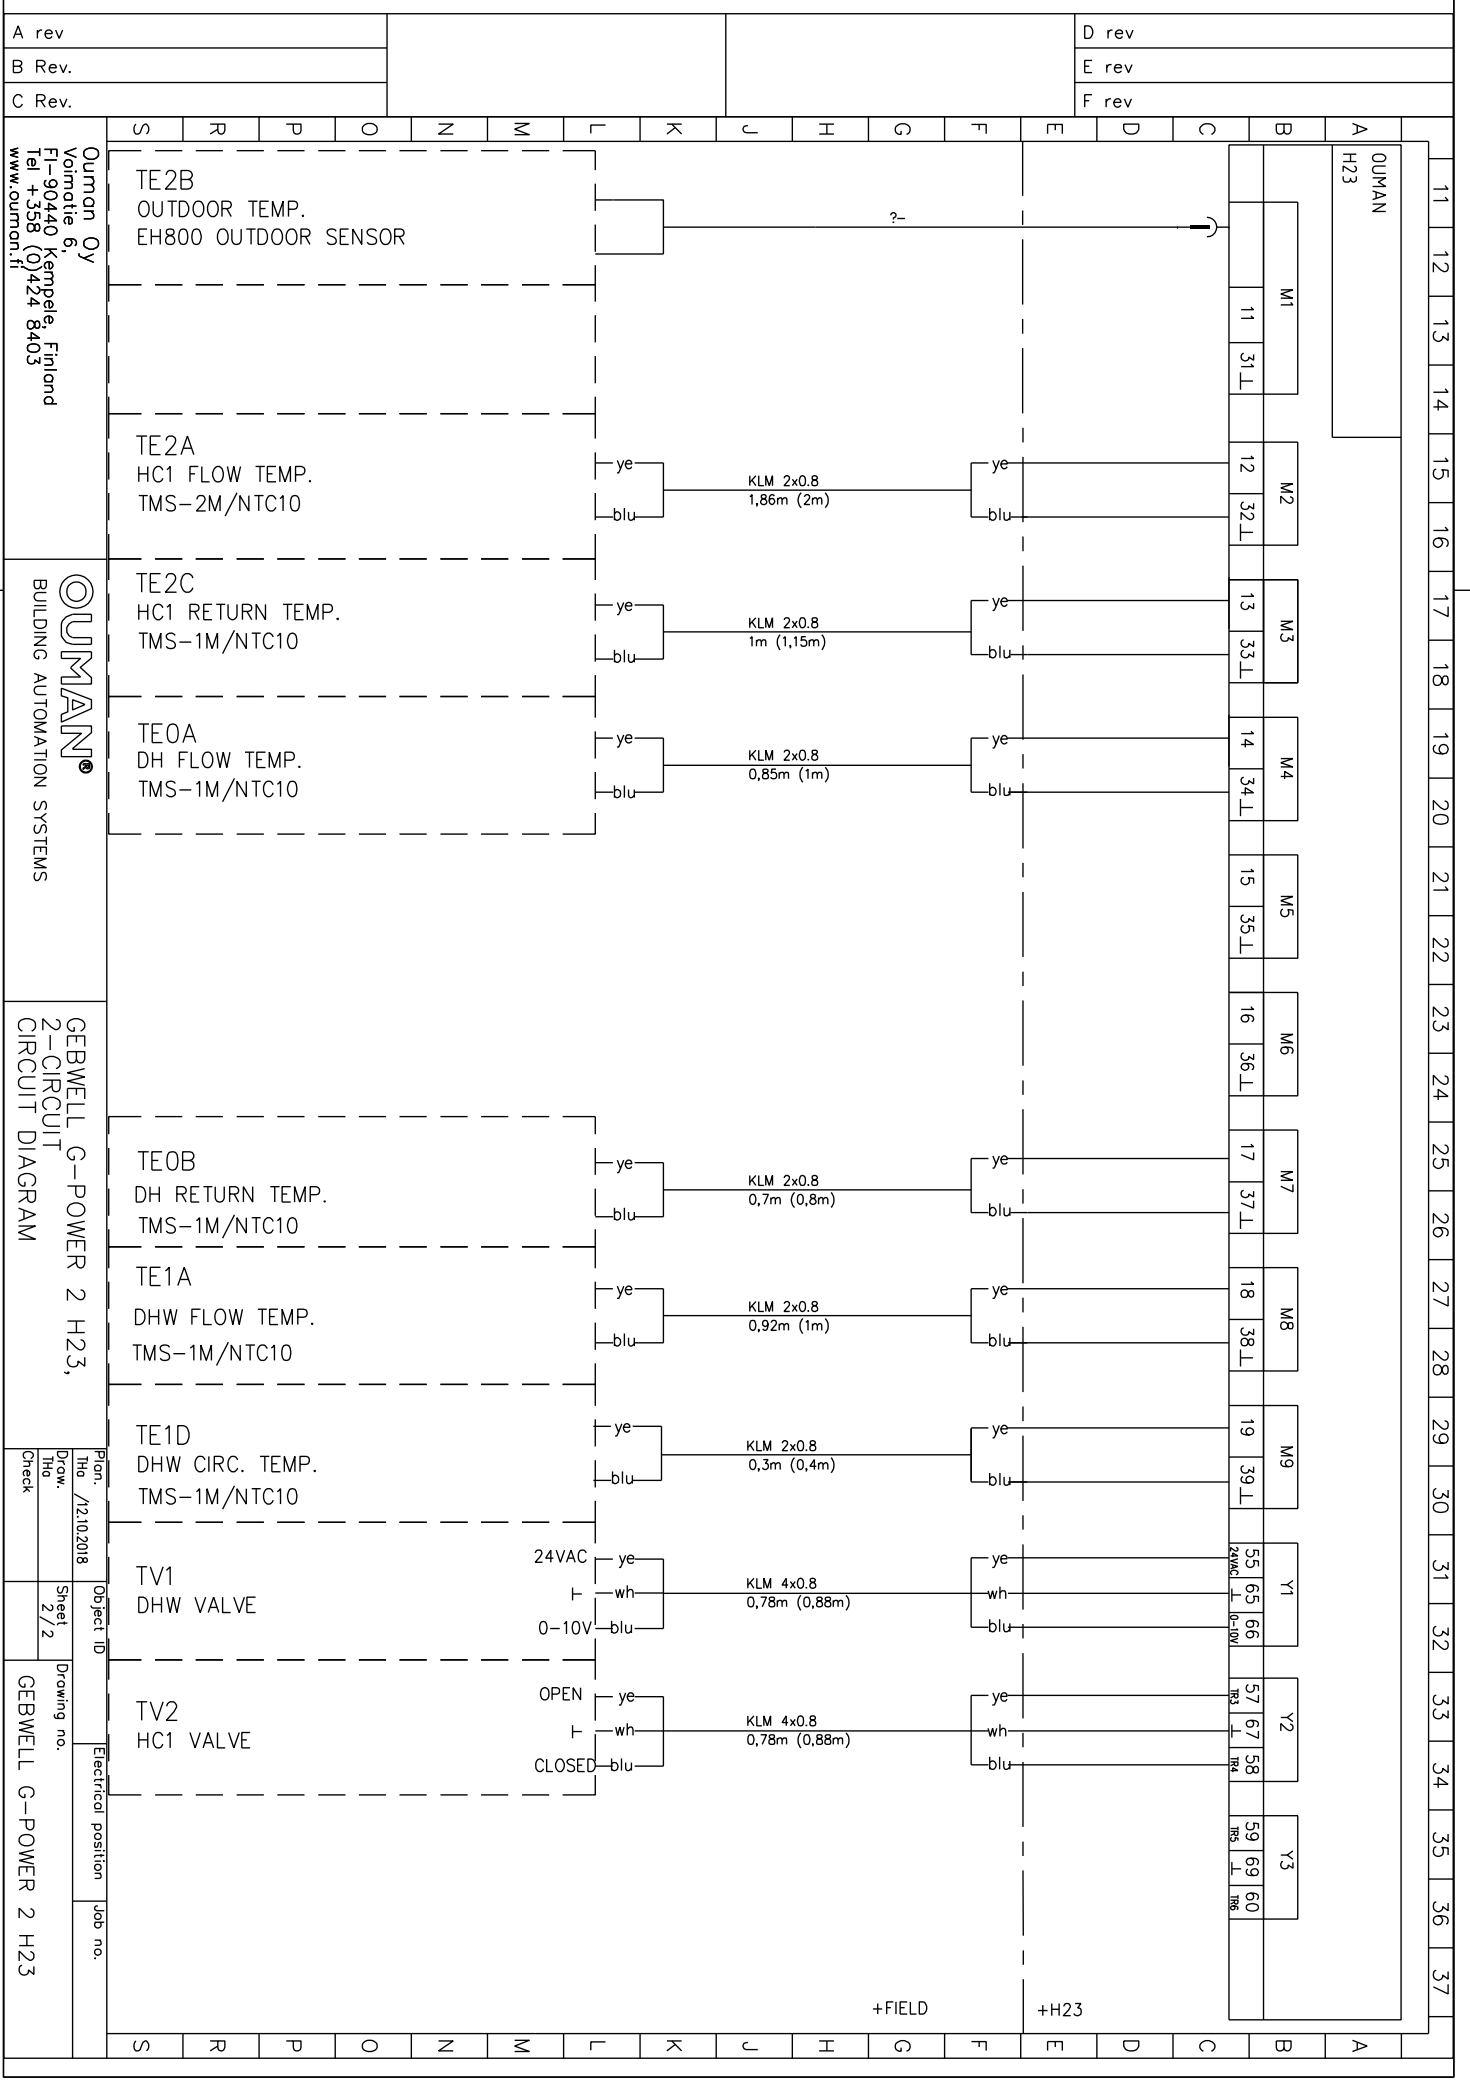 A rev
B Rev.
C Rev.
D rev
E rev
F rev
S R P O N M L K J H G F E D C B A
OUMAN
H23
11
12
13
14
15
16
17
18
19
20
21
22
23
24
25
26
27
28
29
30
31
32
33
34
35
36
37
TE2B
OUTDOOR TEMP.
EH800 OUTDOOR SENSOR
?-
M1
11
31
TE2A
HC1 FLOW TEMP.
TMS-2M/NTC10
ye
blu
KLM 2x0.8
1,86m (2m)
ye
blu
12
32
M2
TE2C
HC1 RETURN TEMP.
TMS-1M/NTC10
ye
blu
KLM 2x0.8
1m (1,15m)
ye
blu
13
33
M3
TE0A
DH FLOW TEMP.
TMS-1M/NTC10
ye
blu
KLM 2x0.8
0,85m (1m)
ye
blu
14
34
M4
15
35
M5
16
36
M6
TE0B
DH RETURN TEMP.
TMS-1M/NTC10
ye
blu
KLM 2x0.8
0,7m (0,8m)
ye
blu
17
37
M7
TE1A
DHW FLOW TEMP.
TMS-1M/NTC10
ye
blu
KLM 2x0.8
0,92m (1m)
ye
blu
18
38
M8
TE1D
DHW CIRC. TEMP.
TMS-1M/NTC10
ye
blu
KLM 2x0.8
0,3m (0,4m)
ye
blu
19
39
M9
TV1
DHW VALVE
24VAC
0-10V
ye
wh
blu
KLM 4x0.8
0,78m (0,88m)
ye
wh
blu
55
24VAC
65
66
0-10V
Y1
TV2
HC1 VALVE
OPEN
CLOSED
ye
wh
blu
KLM 4x0.8
0,78m (0,88m)
ye
wh
blu
57
TR3
67
58
TR4
Y2
59
TR5
69
60
TR6
Y3
+FIELD
+H23
S R P O N M L K J H G F E D C B A
Ouman Oy
Voimatie 6,
FI-90440 Kempele, Finland
Tel +358 (0)424 8403
www.ouman.fi
OUMAN®
BUILDING AUTOMATION SYSTEMS
GEBWELL G-POWER 2 H23,
2-CIRCUIT
CIRCUIT DIAGRAM
Plan.
THa /12.10.2018
Draw.
THa
Check
Object ID
Sheet
2/2
Electrical position
Job no.
Drawing no.
GEBWELL G-POWER 2 H23